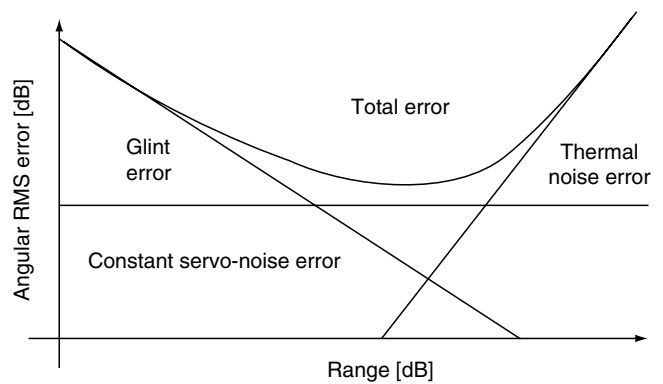 Angular RMS error [dB]
Total error
Glint
error
Thermal
noise error
Constant servo-noise error
Range [dB]